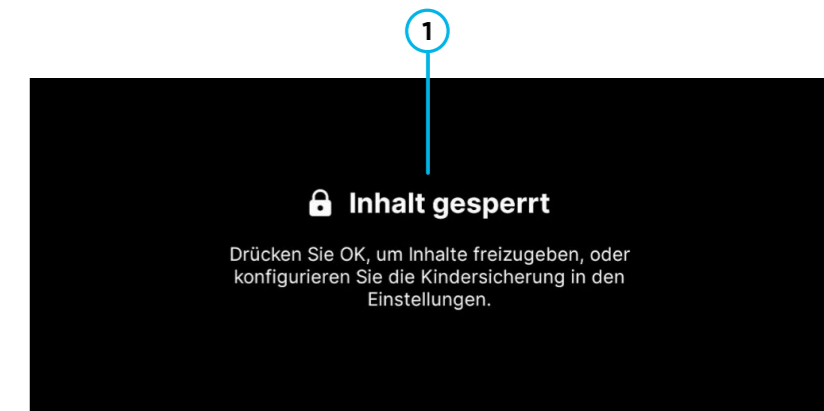 1
Inhalt gesperrt
Drücken Sie OK, um Inhalte freizugeben, oder
konfigurieren Sie die Kindersicherung in den
Einstellungen.